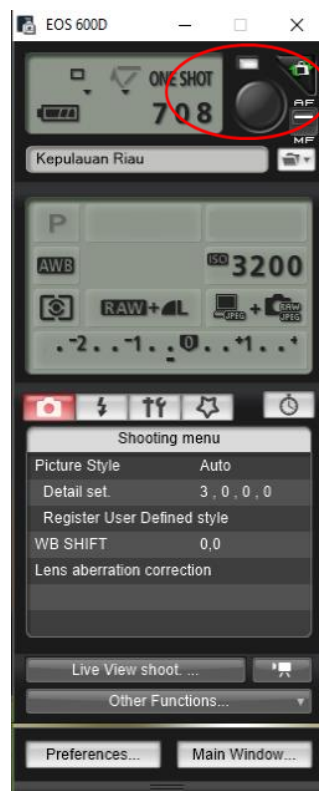 EOS 600D
ONE SHOT
708
AF
MF
Kepulauan Riau
P
AWB
ISO 3200
RAW+L
JPEG + RAW JPEG
-2..-1..0..+1..+
Shooting menu
Picture Style Auto
Detail set. 3,0,0,0
Register User Defined style
WB SHIFT 0,0
Lens aberration correction
Live View shoot. ...
Other Functions...
Preferences... Main Window...